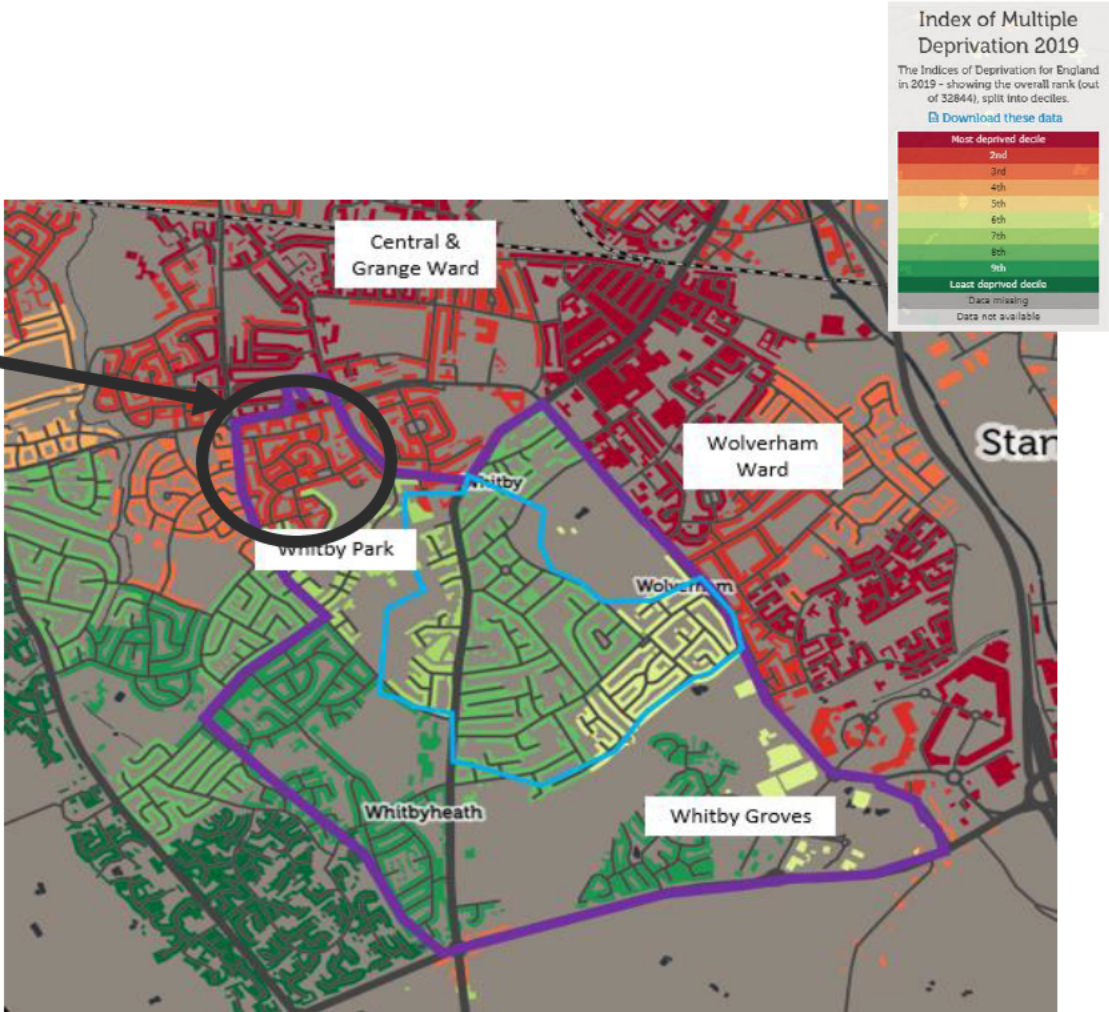 Index of Multiple
Deprivation 2019
The Indices of Deprivation for England
in 2019 - showing the overall rank (out
of 32844), split into deciles.
Download these data
Most deprived decile
2nd
3rd
4th
5th
6th
7th
8th
9th
Least deprived decile
Data missing
Data not available
Central &
Grange Ward
Wolverham
Ward
Stan
Whitby
Whitby Park
Wolverham
Whitbyheath
Whitby Groves